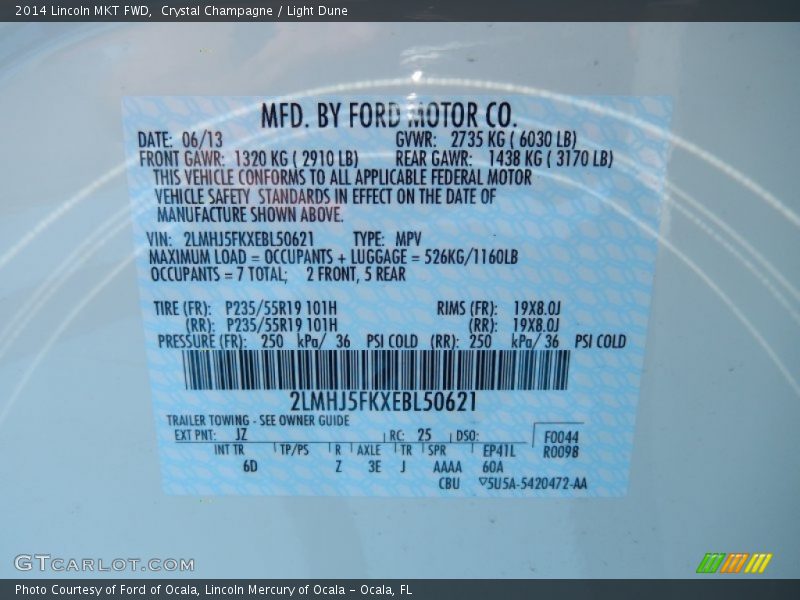 2014 Lincoln MKT FWD,  Crystal Champagne / Light Dune
MFD. BY FORD MOTOR CO.
DATE: 06/13 GVWR: 2735 KG ( 6030 LB)
FRONT GAWR: 1320 KG ( 2910 LB) REAR GAWR: 1438 KG ( 3170 LB)
THIS VEHICLE CONFORMS TO ALL APPLICABLE FEDERAL MOTOR
VEHICLE SAFETY STANDARDS IN EFFECT ON THE DATE OF
MANUFACTURE SHOWN ABOVE.
VIN: 2LMHJ5FKXEBL50621 TYPE: MPV
MAXIMUM LOAD = OCCUPANTS + LUGGAGE = 526KG/1160LB
OCCUPANTS = 7 TOTAL; 2 FRONT, 5 REAR
TIRE (FR): P235/55R19 101H RIMS (FR): 19X8.0J
(RR): P235/55R19 101H (RR): 19X8.0J
PRESSURE (FR): 250 kPa/ 36 PSI COLD (RR): 250 kPa/ 36 PSI COLD
2LMHJ5FKXEBL50621
TRAILER TOWING - SEE OWNER GUIDE
EXT PNT: JZ RC: 25 DSO: F0044
INT TR TP/PS R AXLE TR SPR EP41L R0098
6D Z 3E J AAAA 60A
CBU ▽5U5A-5420472-AA
GTCARLOT.COM
Photo Courtesy of Ford of Ocala, Lincoln Mercury of Ocala – Ocala, FL